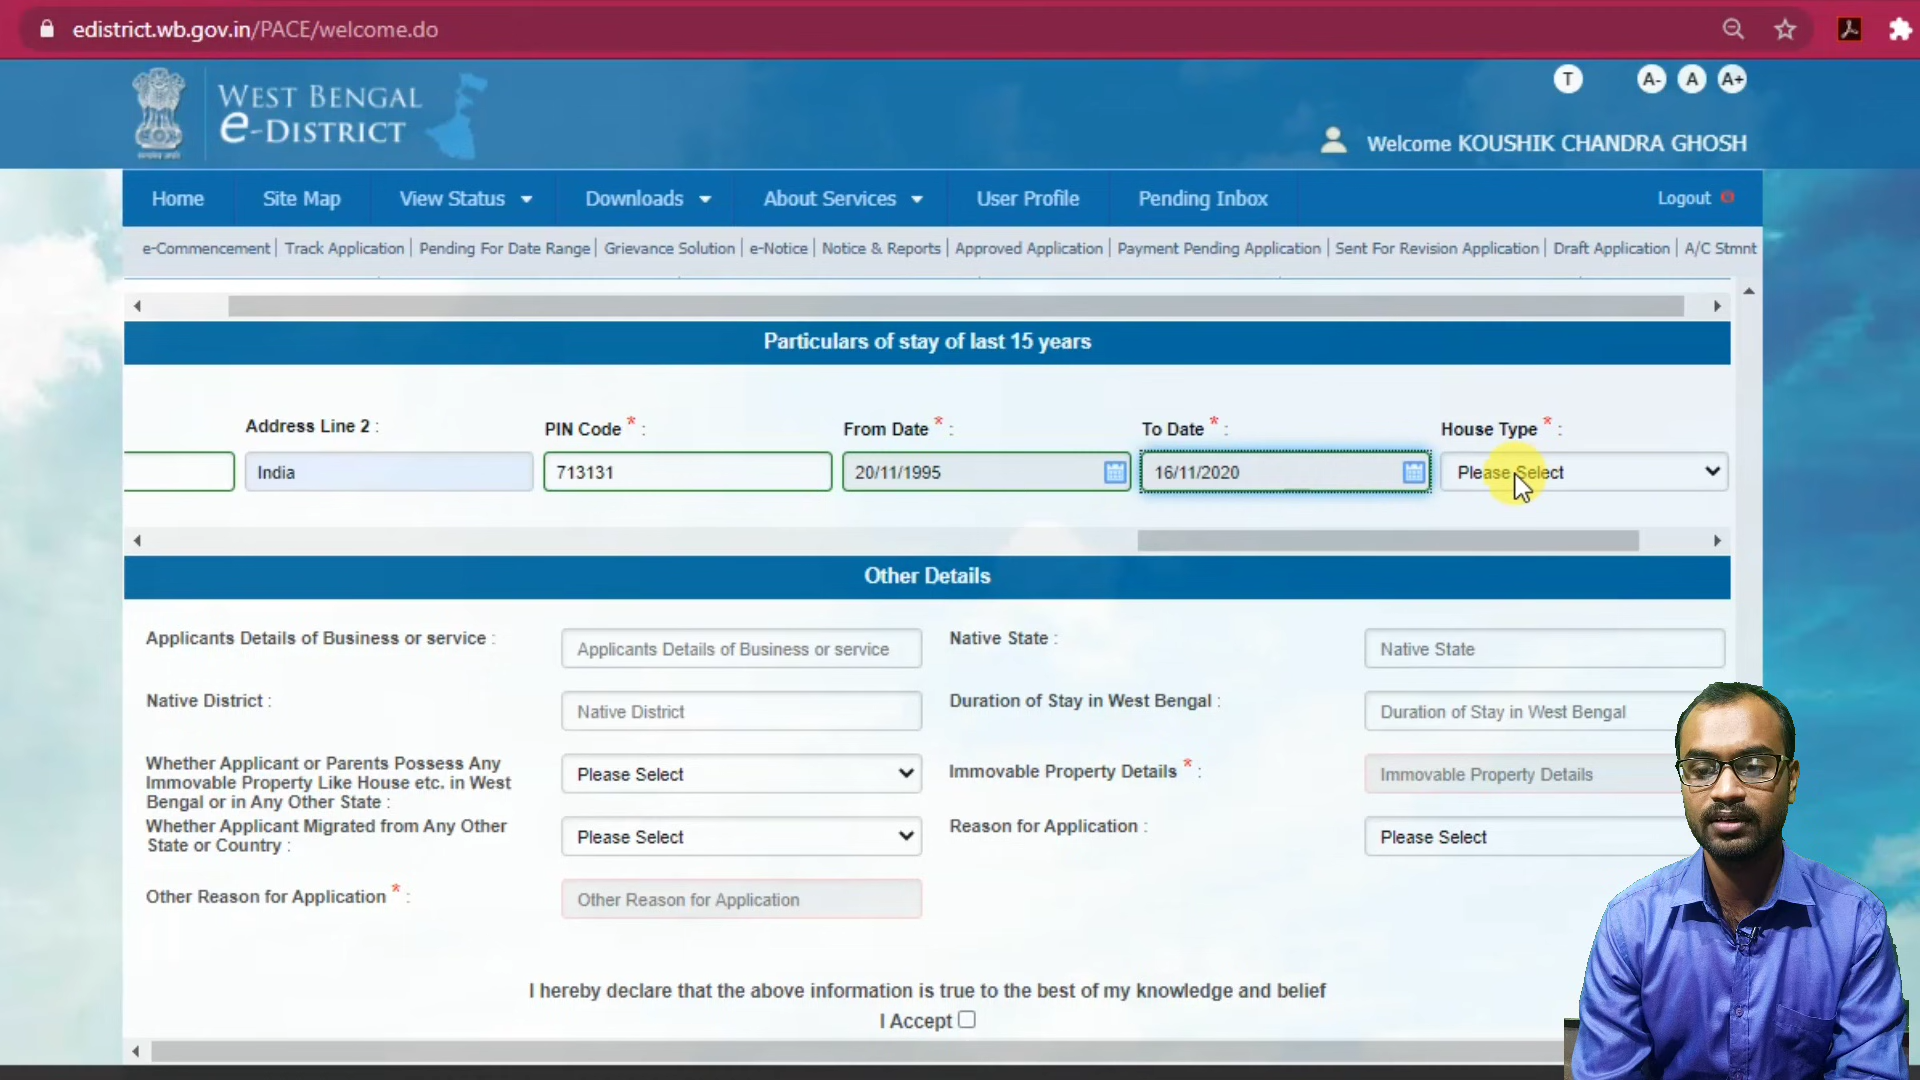 edistrict.wb.gov.in/PACE/welcome.do
WEST BENGAL
e-DISTRICT
T A- A A+
Welcome KOUSHIK CHANDRA GHOSH
Home Site Map View Status Downloads About Services User Profile Pending Inbox Logout
e-Commencement | Track Application | Pending For Date Range | Grievance Solution | e-Notice | Notice & Reports | Approved Application | Payment Pending Application | Sent For Revision Application | Draft Application | A/C Stmnt
Particulars of stay of last 15 years
Address Line 2 : PIN Code * : From Date * : To Date * : House Type * :
India 713131 20/11/1995 16/11/2020 Please Select
Other Details
Applicants Details of Business or service : Applicants Details of Business or service Native State : Native State
Native District : Native District Duration of Stay in West Bengal : Duration of Stay in West Bengal
Whether Applicant or Parents Possess Any
Immovable Property Like House etc. in West
Bengal or in Any Other State :
Please Select Immovable Property Details * : Immovable Property Details
Whether Applicant Migrated from Any Other
State or Country :
Please Select Reason for Application : Please Select
Other Reason for Application * : Other Reason for Application
I hereby declare that the above information is true to the best of my knowledge and belief
I Accept